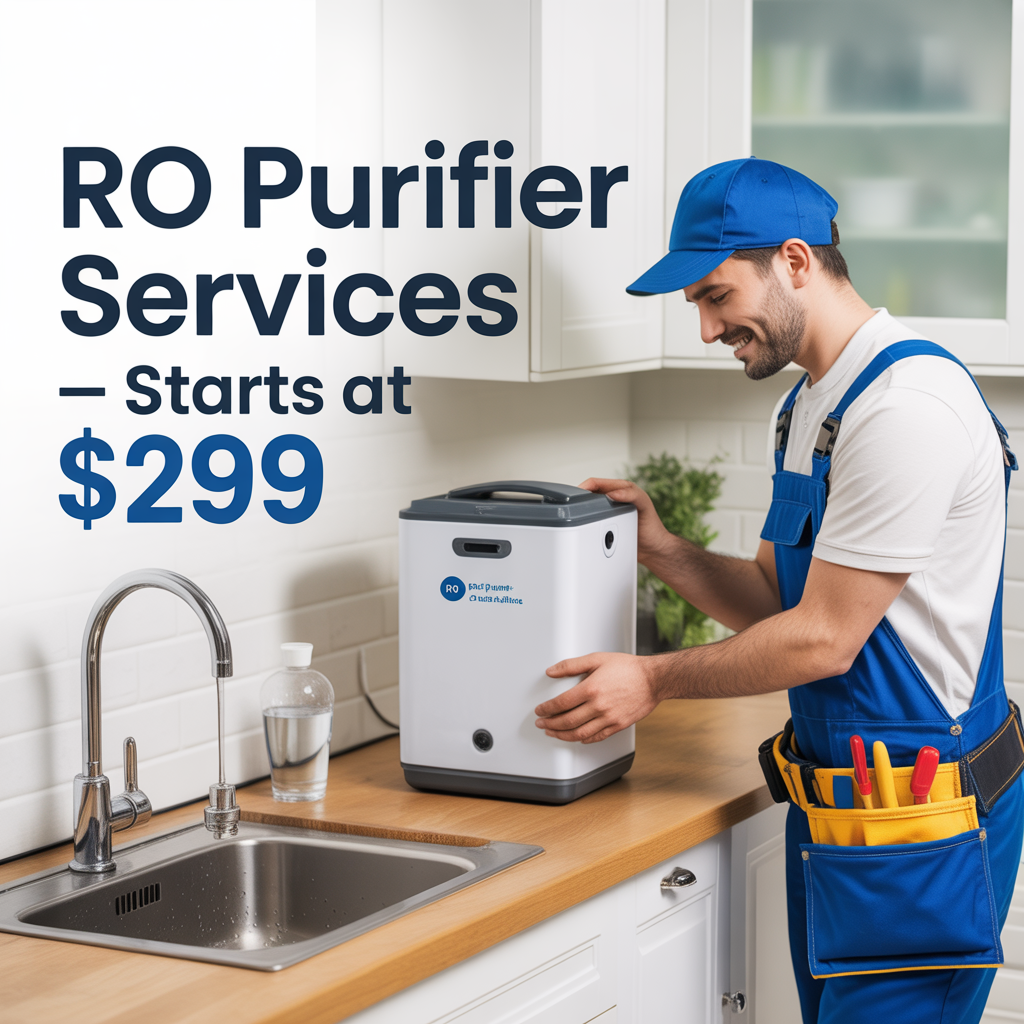 RO Purifier
Services
– Starts at
$299
RO